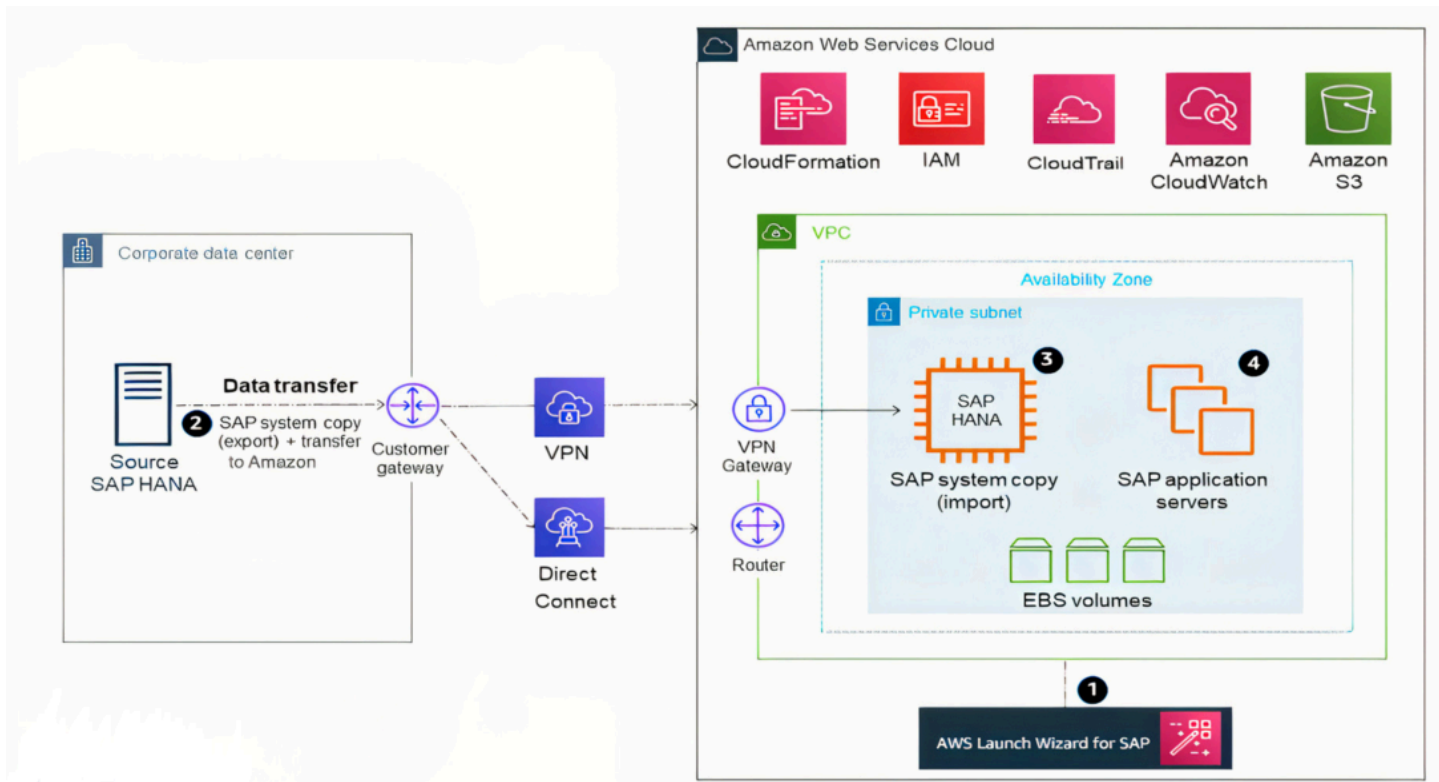 Amazon Web Services Cloud
CloudFormation
IAM
CloudTrail
Amazon
CloudWatch
Amazon
S3
VPC
Corporate data center
Availability Zone
Private subnet
Data transfer
2
SAP system copy
(export) + transfer
to Amazon
Source
SAP HANA
Customer
gateway
VPN
Direct
Connect
VPN
Gateway
Router
3
SAP
HANA
SAP system copy
(import)
4
SAP application
servers
EBS volumes
1
AWS Launch Wizard for SAP